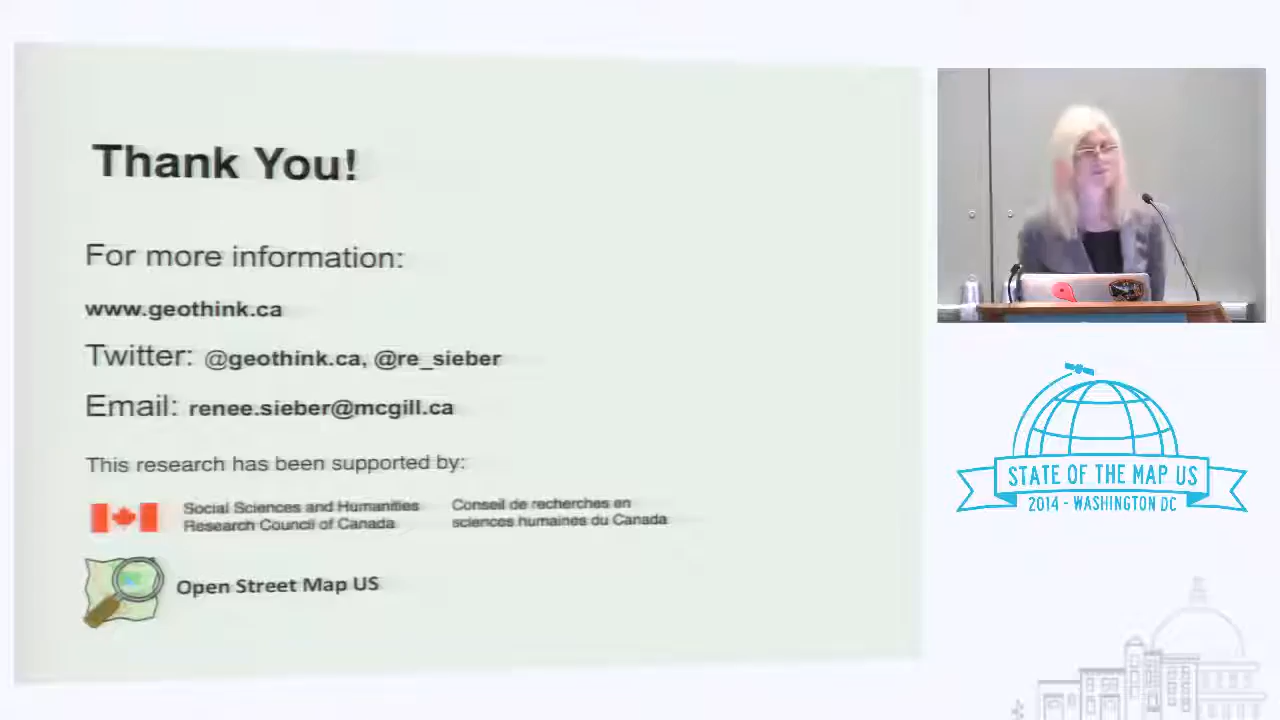 Thank You!
For more information:
www.geothink.ca
Twitter: @geothink.ca, @re_sieber
Email: renee.sieber@mcgill.ca
This research has been supported by:
Social Sciences and Humanities
Research Council of Canada
Conseil de recherches en
sciences humaines du Canada
Open Street Map US
STATE OF THE MAP US
2014 - WASHINGTON DC